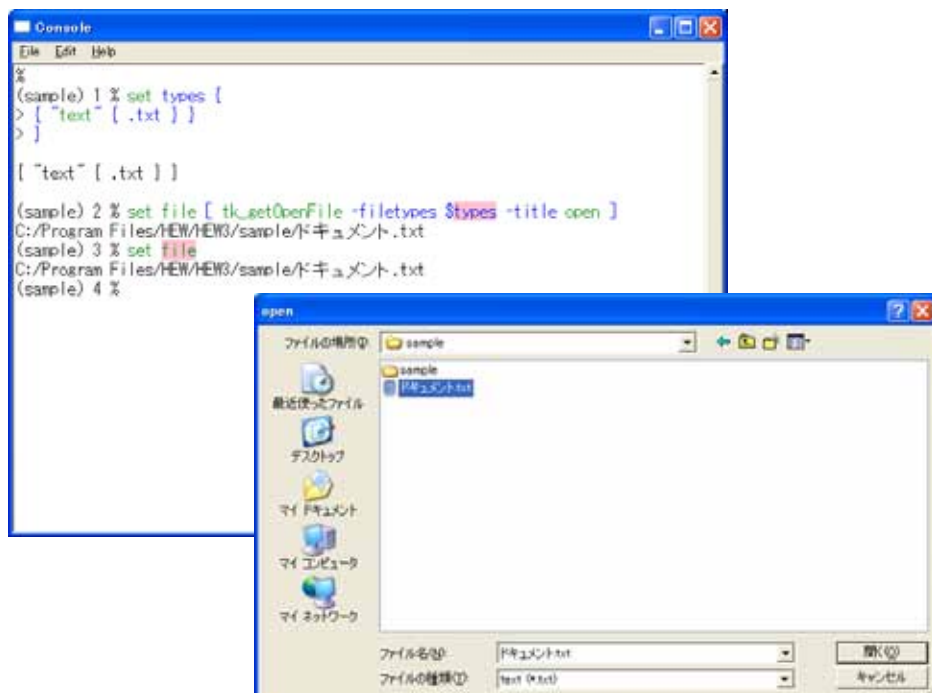 Console
File Edit Help
%
(sample) 1 % set types {
> { "text" { .txt } }
> }
{ "text" { .txt } }
(sample) 2 % set file [ tk_getOpenFile -filetypes $types -title open ]
C:/Program Files/HEW/HEW3/sample/ドキュメント.txt
(sample) 3 % set file
C:/Program Files/HEW/HEW3/sample/ドキュメント.txt
(sample) 4 %
open
ファイルの場所(I)
sample
sample
ドキュメント.txt
最近使ったファイル
デスクトップ
マイ ドキュメント
マイ コンピュータ
マイ ネットワーク
ファイル名(N)
ドキュメント.txt
開く(O)
ファイルの種類(T)
text (*.txt)
キャンセル